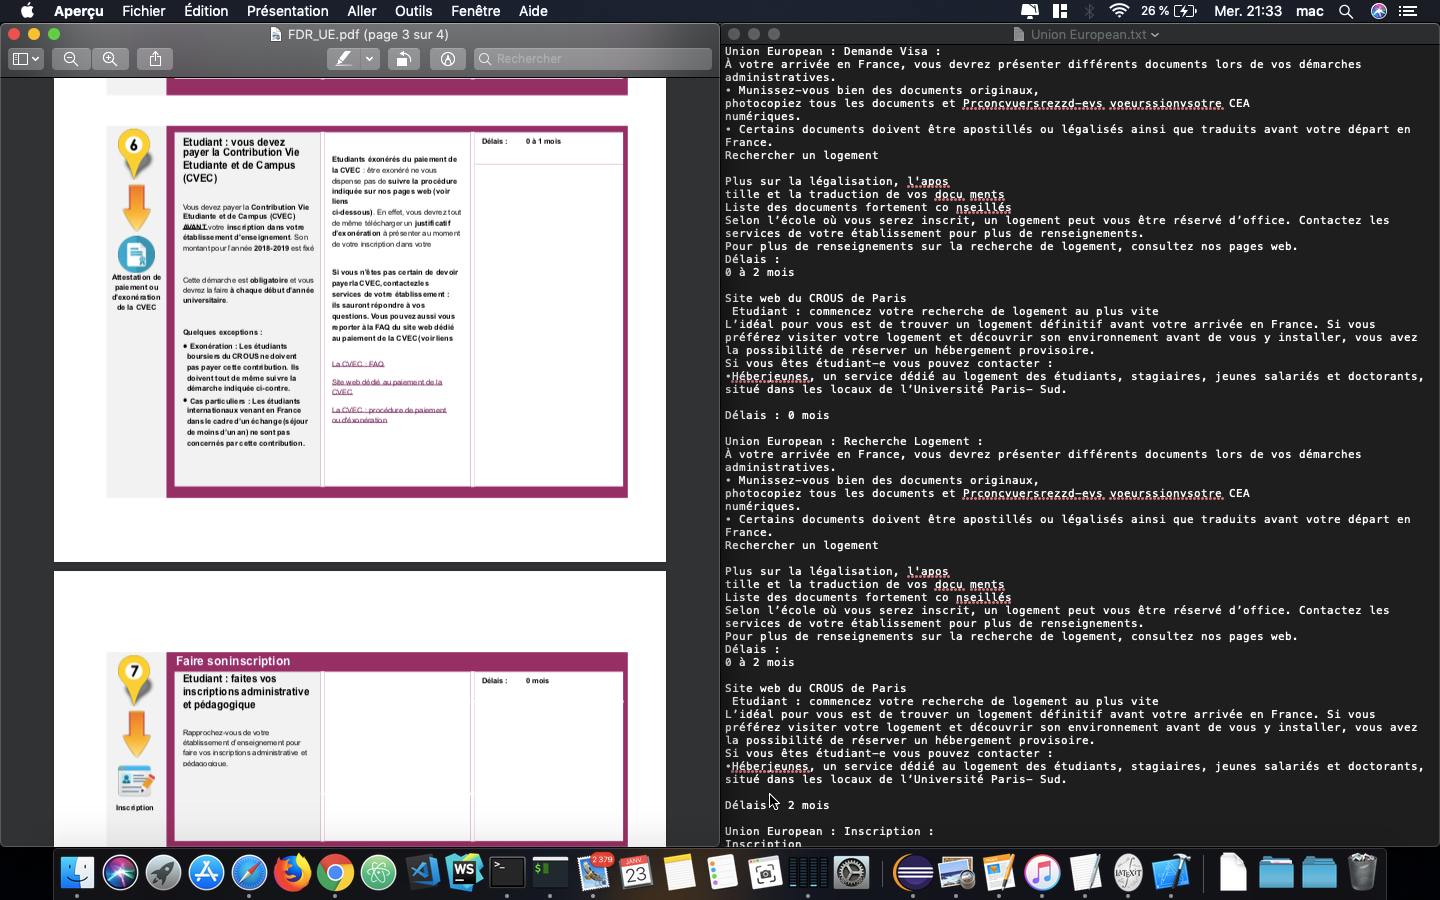 Aperçu Fichier Édition Présentation Aller Outils Fenêtre Aide 26 % Mer. 21:33 mac
FDR_UE.pdf (page 3 sur 4)
Rechercher
6
Attestation de
paiement ou
d'exonération
de la CVEC
Etudiant : vous devez
payer la Contribution Vie
Etudiante et de Campus
(CVEC)
Vous devez payer la Contribution Vie
Etudiante et de Campus (CVEC)
AVANT votre inscription dans votre
établissement d'enseignement. Son
montant pour l'année 2018-2019 est fixé
Cette démarche est obligatoire et vous
devrez la faire à chaque début d'année
universitaire.
Quelques exceptions :
• Exonération : Les étudiants
boursiers du CROUS ne doivent
pas payer cette contribution. Ils
doivent tout de même suivre la
démarche indiquée ci-contre.
• Cas particuliers : Les étudiants
internationaux venant en France
dans le cadre d'un échange (séjour
de moins d'un an) ne sont pas
concernés par cette contribution.
Etudiants éxonérés du paiement de
la CVEC : être exonéré ne vous
dispense pas de suivre la procédure
indiquée sur nos pages web (voir
liens
ci-dessous). En effet, vous devrez tout
de même télécharger un justificatif
d'exonération à présenter au moment
de votre inscription dans votre
Si vous n'êtes pas certain de devoir
payer la CVEC, contactez les
services de votre établissement :
ils sauront répondre à vos
questions. Vous pouvez aussi vous
reporter à la FAQ du site web dédié
au paiement de la CVEC (voir liens
La CVEC : FAQ
Site web dédié au paiement de la
CVEC
La CVEC : procédure de paiement
ou d'éxonération
Délais : 0 à 1 mois
7
Inscription
Faire soninscription
Etudiant : faites vos
inscriptions administrative
et pédagogique
Rapprochez-vous de votre
établissement d'enseignement pour
faire vos inscriptions administrative et
pédagogique.
Délais : 0 mois
Union European.txt
Union European : Demande Visa :
À votre arrivée en France, vous devrez présenter différents documents lors de vos démarches
administratives.
• Munissez-vous bien des documents originaux,
photocopiez tous les documents et Prconcvuersrezzd-evs voeurssionvsotre CEA
numériques.
• Certains documents doivent être apostillés ou légalisés ainsi que traduits avant votre départ en
France.
Rechercher un logement
Plus sur la légalisation, l'apos
tille et la traduction de vos docu ments
Liste des documents fortement co nseillés
Selon l'école où vous serez inscrit, un logement peut vous être réservé d'office. Contactez les
services de votre établissement pour plus de renseignements.
Pour plus de renseignements sur la recherche de logement, consultez nos pages web.
Délais :
0 à 2 mois
Site web du CROUS de Paris
Etudiant : commencez votre recherche de logement au plus vite
L'idéal pour vous est de trouver un logement définitif avant votre arrivée en France. Si vous
préférez visiter votre logement et découvrir son environnement avant de vous y installer, vous avez
la possibilité de réserver un hébergement provisoire.
Si vous êtes étudiant-e vous pouvez contacter :
•Héberjeunes, un service dédié au logement des étudiants, stagiaires, jeunes salariés et doctorants,
situé dans les locaux de l'Université Paris- Sud.
Délais : 0 mois
Union European : Recherche Logement :
À votre arrivée en France, vous devrez présenter différents documents lors de vos démarches
administratives.
• Munissez-vous bien des documents originaux,
photocopiez tous les documents et Prconcvuersrezzd-evs voeurssionvsotre CEA
numériques.
• Certains documents doivent être apostillés ou légalisés ainsi que traduits avant votre départ en
France.
Rechercher un logement
Plus sur la légalisation, l'apos
tille et la traduction de vos docu ments
Liste des documents fortement co nseillés
Selon l'école où vous serez inscrit, un logement peut vous être réservé d'office. Contactez les
services de votre établissement pour plus de renseignements.
Pour plus de renseignements sur la recherche de logement, consultez nos pages web.
Délais :
0 à 2 mois
Site web du CROUS de Paris
Etudiant : commencez votre recherche de logement au plus vite
L'idéal pour vous est de trouver un logement définitif avant votre arrivée en France. Si vous
préférez visiter votre logement et découvrir son environnement avant de vous y installer, vous avez
la possibilité de réserver un hébergement provisoire.
Si vous êtes étudiant-e vous pouvez contacter :
•Héberjeunes, un service dédié au logement des étudiants, stagiaires, jeunes salariés et doctorants,
situé dans les locaux de l'Université Paris- Sud.
Délais : 2 mois
Union European : Inscription :
Inscription
WS
2 379
JANV
23